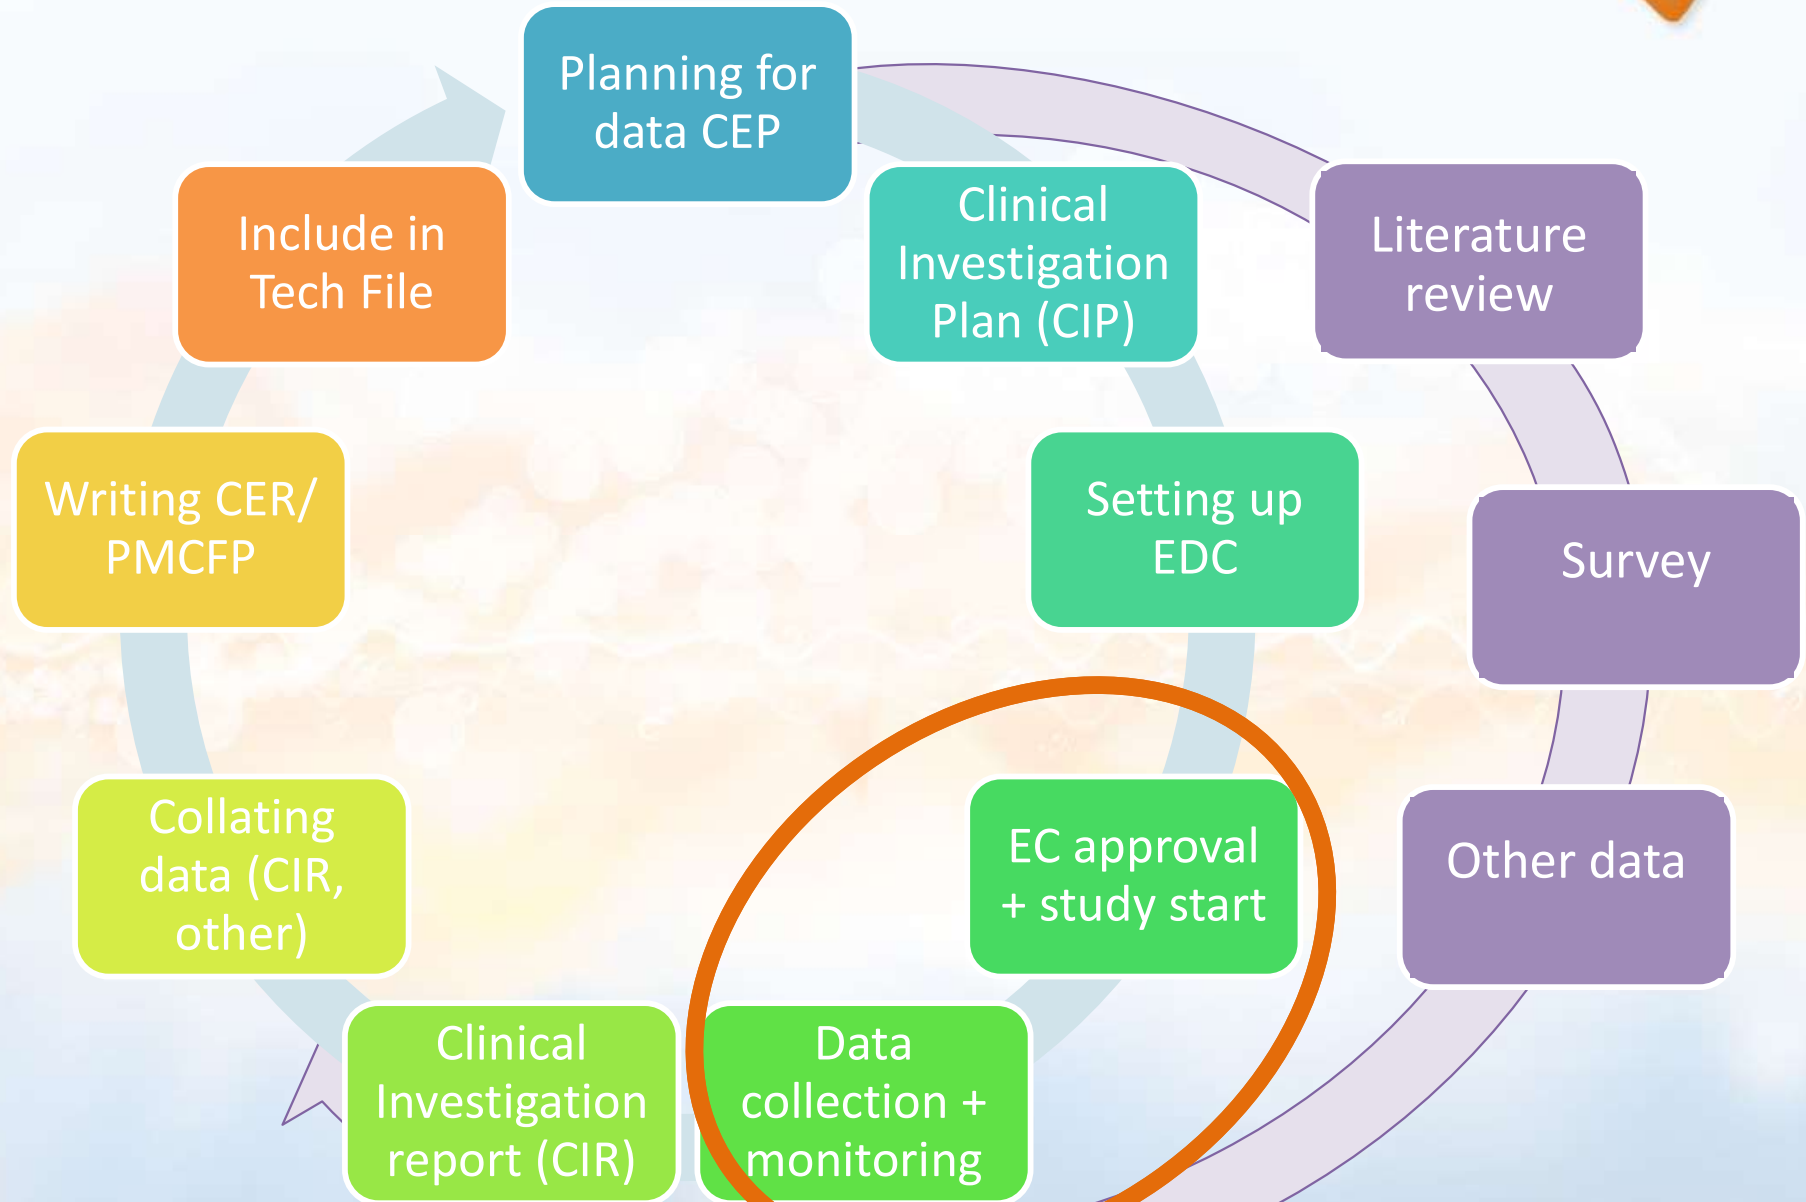 Planning for
data CEP
Clinical
Investigation
Plan (CIP)
Setting up
EDC
EC approval
+ study start
Data
collection +
monitoring
Clinical
Investigation
report (CIR)
Collating
data (CIR,
other)
Writing CER/
PMCFP
Include in
Tech File
Literature
review
Survey
Other data